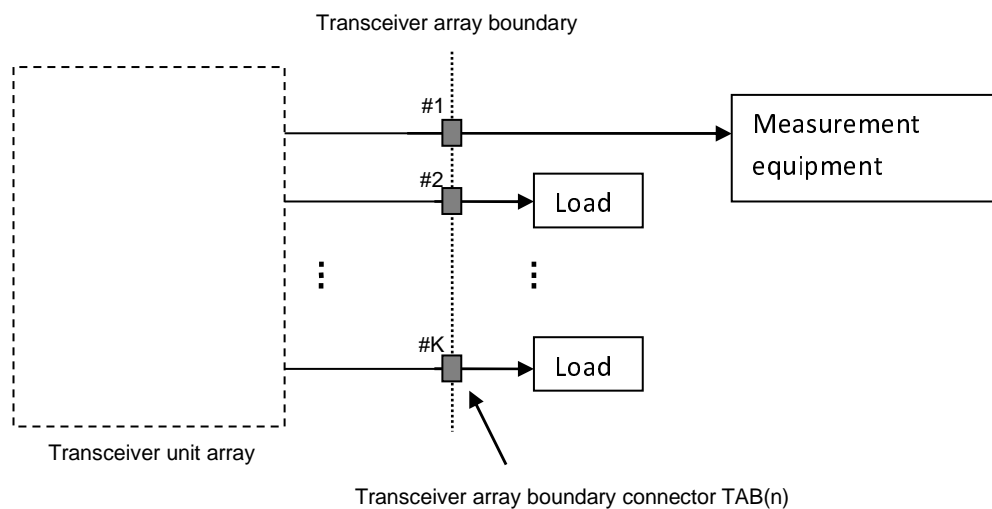 Transceiver array boundary
#1
Measurement
equipment
#2
Load
#K
Load
Transceiver unit array
Transceiver array boundary connector TAB(n)